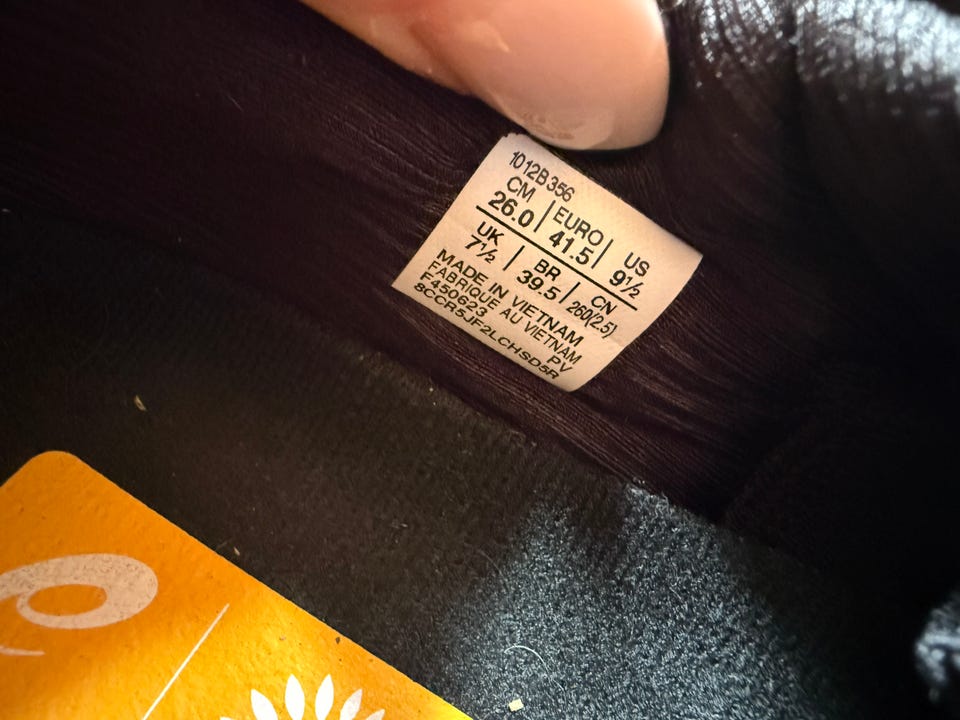 1012B356
CM | EURO | US
26.0 | 41.5 | 9½
UK | BR | CN
7½ | 39.5 | 260(2.5)
MADE IN VIETNAM
FABRIQUE AU VIETNAM
F450623 PV
8CCR5JF2LCHSD5R